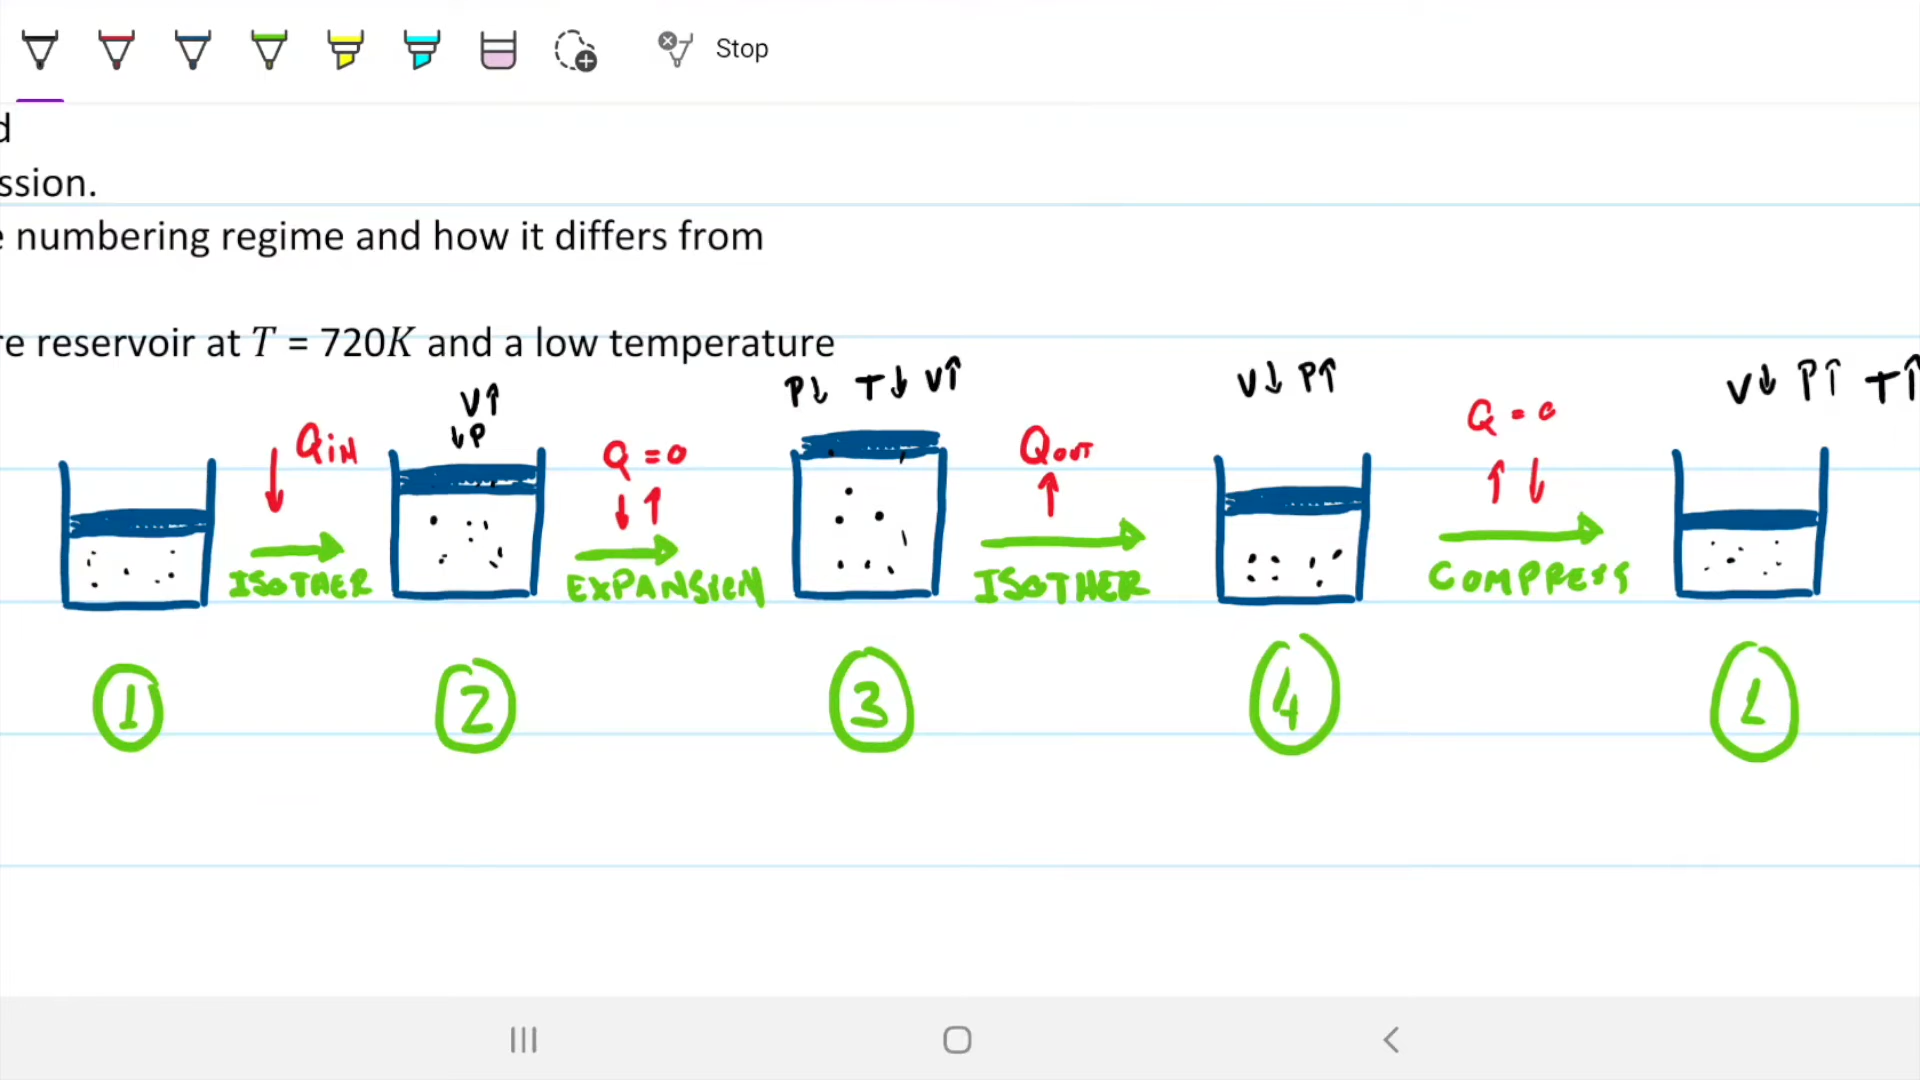 Stop
d
ssion.
e numbering regime and how it differs from
re reservoir at T = 720K and a low temperature
V↑
↓P
P↓ T↓ V↑
V↓ P↑
V↓ P↑ T↑
QiN
Q = 0
QOUT
Q = 0
ISOTHER
EXPANSION
ISOTHER
COMPRESS
1
2
3
4
1